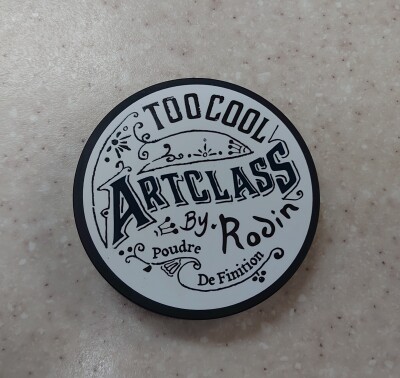 TOO COOL
ARTCLASS
By. Rodin
Poudre
De Finition